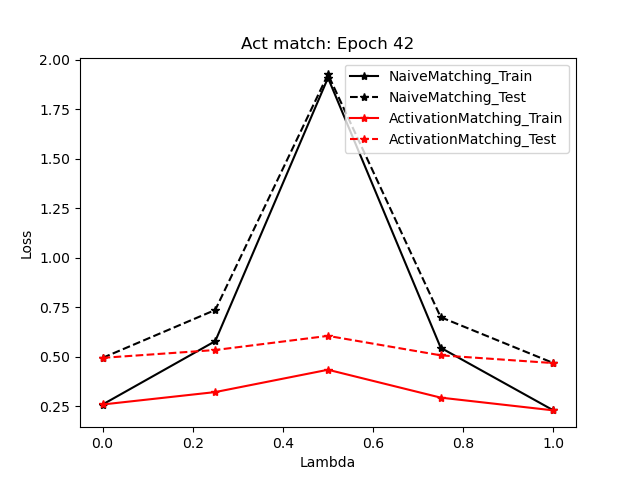 Act match: Epoch 42
2.00
1.75
1.50
1.25
1.00
0.75
0.50
0.25
Loss
NaiveMatching_Train
NaiveMatching_Test
ActivationMatching_Train
ActivationMatching_Test
0.0 0.2 0.4 0.6 0.8 1.0
Lambda